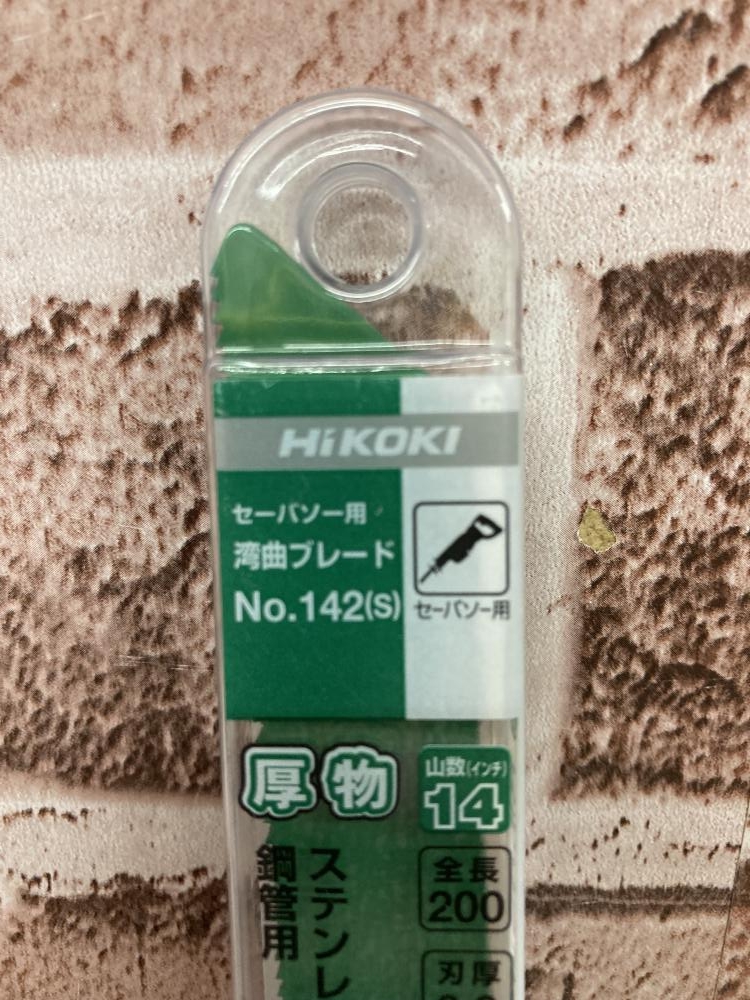 HiKOKI
セーバソー用
湾曲ブレード
No.142(S)
セーバソー用
厚物
山数(インチ)
14
ステンレ
鋼管用
全長
200
刃厚